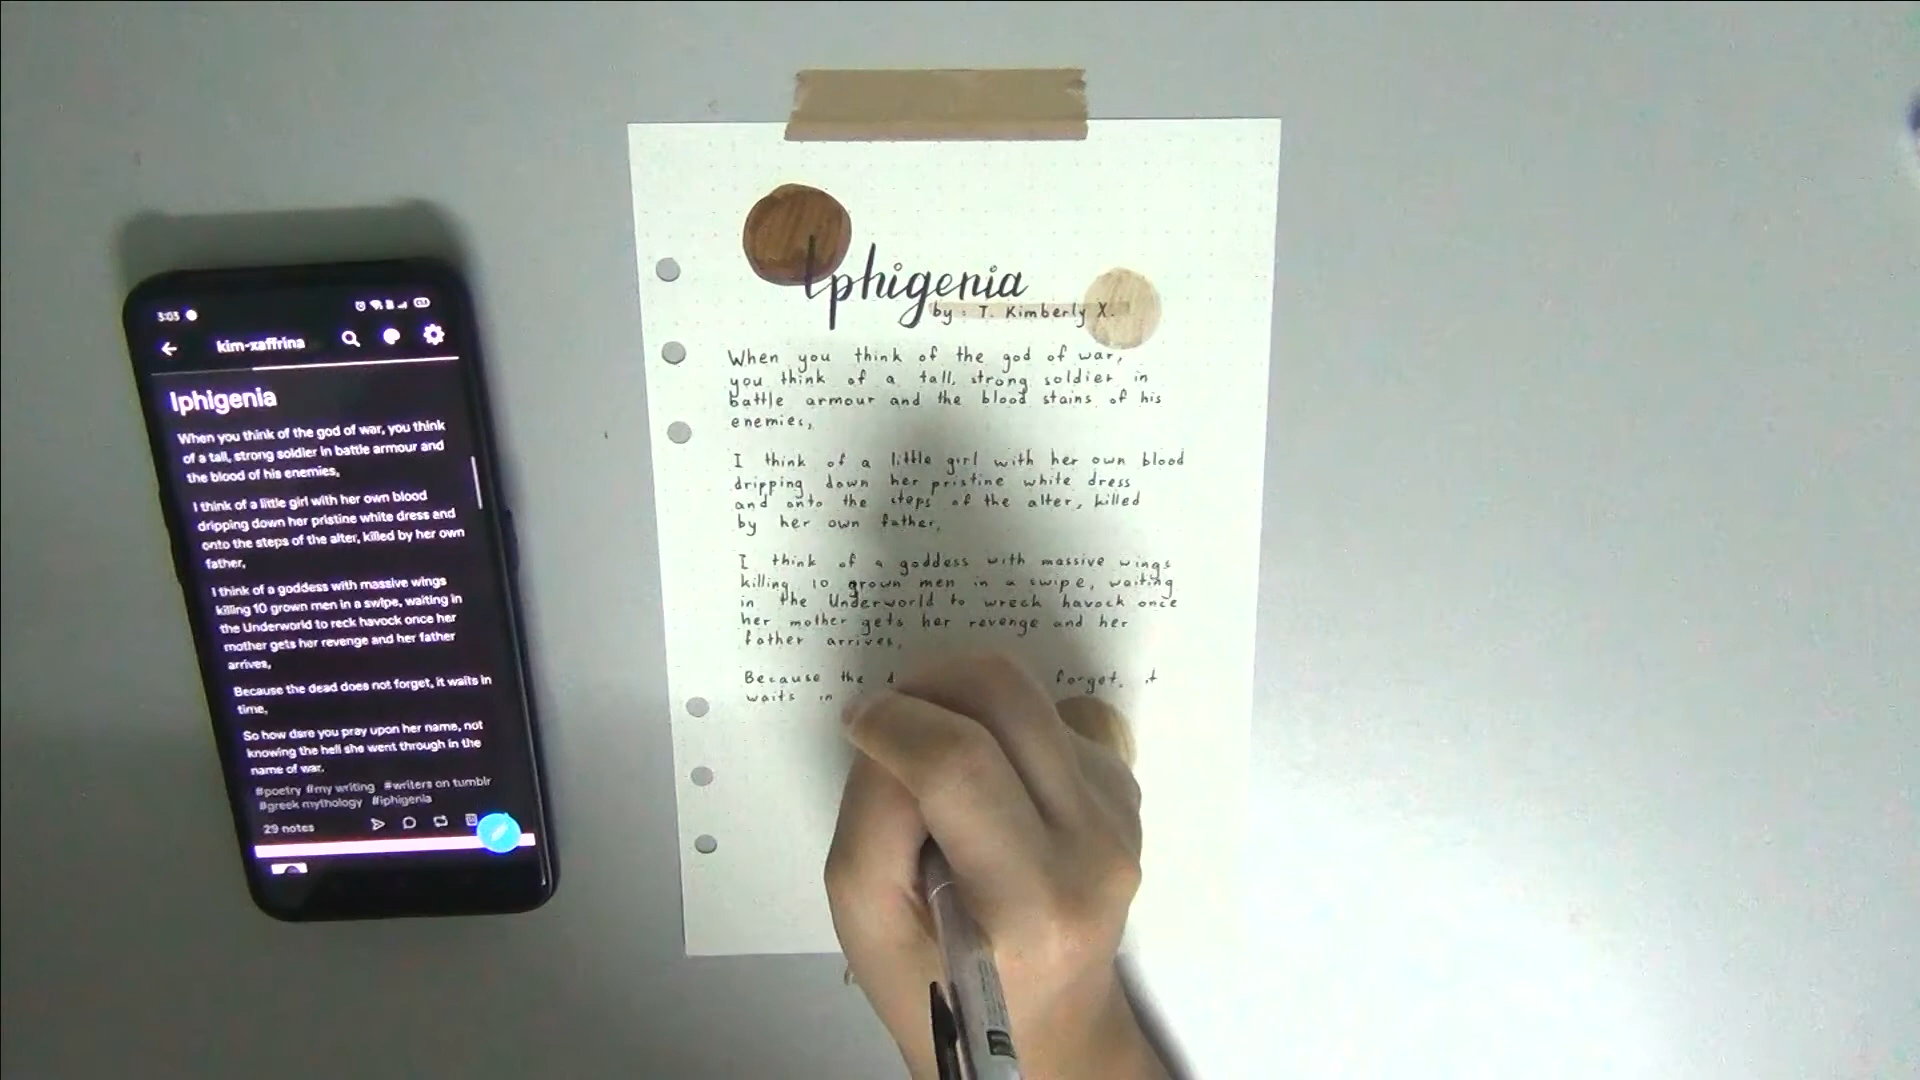 3:03
kim-xaffrina
Iphigenia
When you think of the god of war, you think
of a tall, strong soldier in battle armour and
the blood of his enemies,
I think of a little girl with her own blood
dripping down her pristine white dress and
onto the steps of the alter, killed by her own
father,
I think of a goddess with massive wings
killing 10 grown men in a swipe, waiting in
the Underworld to reck havock once her
mother gets her revenge and her father
arrives,
Because the dead does not forget, it waits in
time,
So how dare you pray upon her name, not
knowing the hell she went through in the
name of war.
#poetry #my writing #writers on tumblr
#greek mythology #iphigenia
29 notes
Iphigenia
by : T. Kimberly X.
When you think of the god of war,
you think of a tall, strong soldier in
battle armour and the blood stains of his
enemies,
I think of a little girl with her own blood
dripping down her pristine white dress
and onto the steps of the alter, killed
by her own father,
I think of a goddess with massive wings
killing 10 grown men in a swipe, waiting
in the Underworld to wreck havock once
her mother gets her revenge and her
father arrives,
Because the d forget, it
waits in